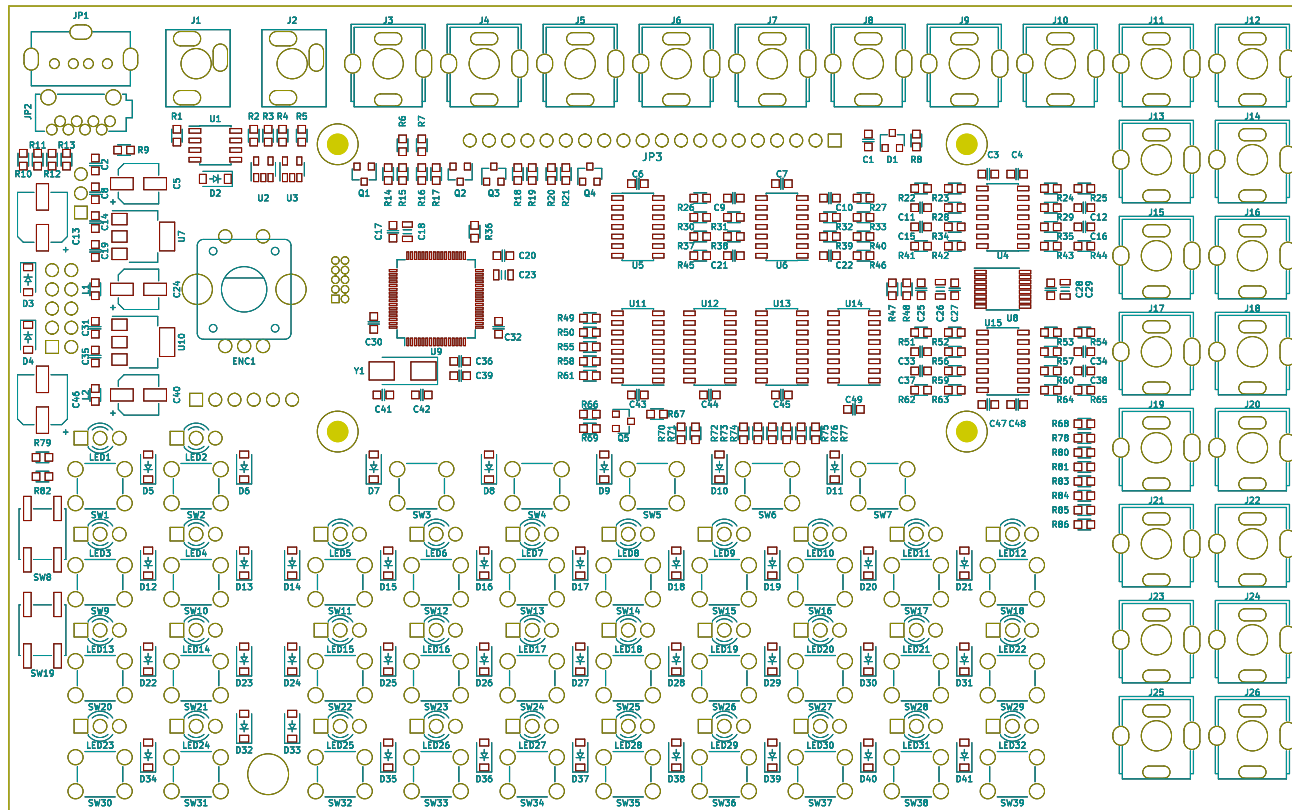 JP1 J1 J2 J3 J4 J5 J6 J7 J8 J9 J10 J11 J12
JP2
R1 U1 R2 R3 R4 R5 R6 R7 J13 J14
R11 R13 R9 C2 JP3 C1 D1 R8 C3 C4
R10 R12 C5 D2 U2 U3 Q1 R14 R15 R16 R17 Q2 Q3 R18 R19 R20 R21 Q4 C6 C7
C8 R22 R23 R24 R25
C13 C14 U7 C17 C18 R36 R26 C9 C10 R27 C11 R28 R29 C12 J15 J16
R30 R31 R32 R33 C15 R34 R35 C16
C19 C20 R37 R38 R39 R40 R41 R42 U4 R43 R44
U5 R45 C21 U6 C22 R46
C23
D3 L1 C24 R47 R48 C25 C26 C27 C28 C29
U11 U12 U13 U14 U8 J17 J18
R49 U15
C31 U10 C30 C32 R50 R51 R52 R53 R54
D4 ENC1 U9 R55 C33 R56 R57 C34
C35 C36 R58
Y1 C39 R61 C37 R59 R60 C38
C46 L2 C40 C41 C42 C43 C44 C45 R62 R63 R64 R65
R66 R67 C49 C47 C48 J19 J20
R79 R69 Q5 R70 R71 R72 R73 R74 R75 R76 R77 R68
LED1 LED2 R78
R80
R81
R82 D5 D6 D7 D8 D9 D10 D11 R83
R84 J21 J22
SW1 SW2 SW3 SW4 SW5 SW6 SW7 R85
R86
LED3 LED4 LED5 LED6 LED7 LED8 LED9 LED10 LED11 LED12
SW8 D12 D13 D14 D15 D16 D17 D18 D19 D20 D21
J23 J24
SW9 SW10 SW11 SW12 SW13 SW14 SW15 SW16 SW17 SW18
LED13 LED14 LED15 LED16 LED17 LED18 LED19 LED20 LED21 LED22
SW19 D22 D23 D24 D25 D26 D27 D28 D29 D30 D31
J25 J26
SW20 SW21 SW22 SW23 SW24 SW25 SW26 SW27 SW28 SW29
LED23 LED24 D32 D33 LED25 LED26 LED27 LED28 LED29 LED30 LED31 LED32
D34 D35 D36 D37 D38 D39 D40 D41
SW30 SW31 SW32 SW33 SW34 SW35 SW36 SW37 SW38 SW39